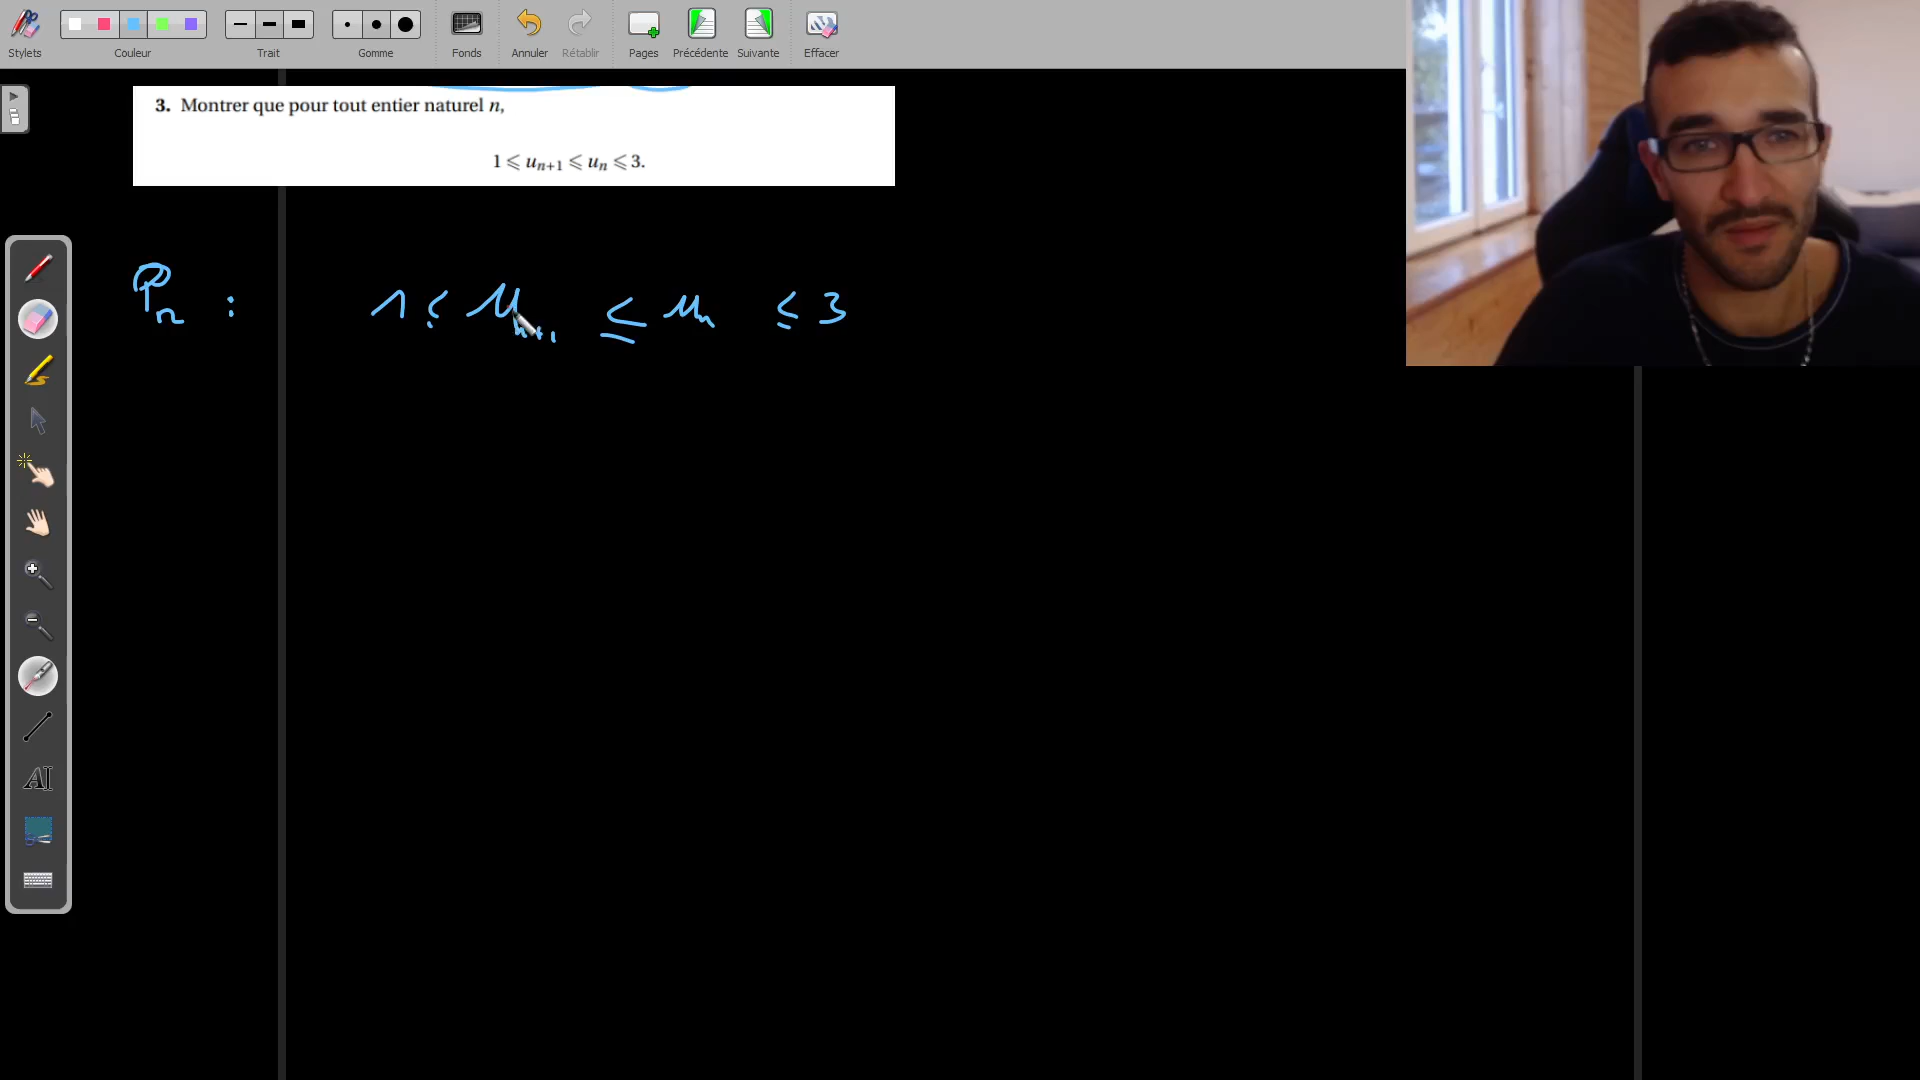 Stylets
Couleur
Trait
Gomme
Fonds
Annuler
Rétablir
Pages
Précédente
Suivante
Effacer
3. Montrer que pour tout entier naturel n,
1 ⩽ uₙ₊₁ ⩽ uₙ ⩽ 3.
Pₙ : 1 ≤ uₙ₊₁ ≤ uₙ ≤ 3
AI